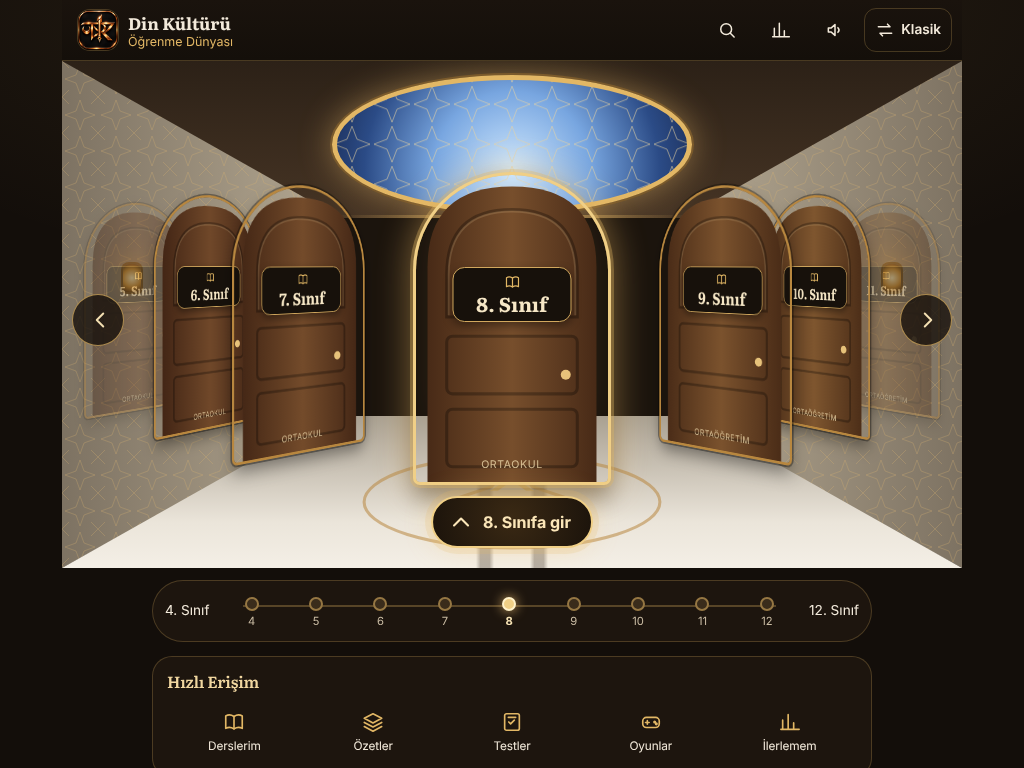 Din Kültürü
Öğrenme Dünyası
Klasik
5. Sınıf
6. Sınıf
7. Sınıf
8. Sınıf
9. Sınıf
10. Sınıf
11. Sınıf
ORTAOKUL
ORTAOKUL
ORTAOKUL
ORTAOKUL
ORTAÖĞRETİM
ORTAÖĞRETİM
8. Sınıfa gir
4. Sınıf
4 5 6 7 8 9 10 11 12
12. Sınıf
Hızlı Erişim
Derslerim
Özetler
Testler
Oyunlar
İlerlemem